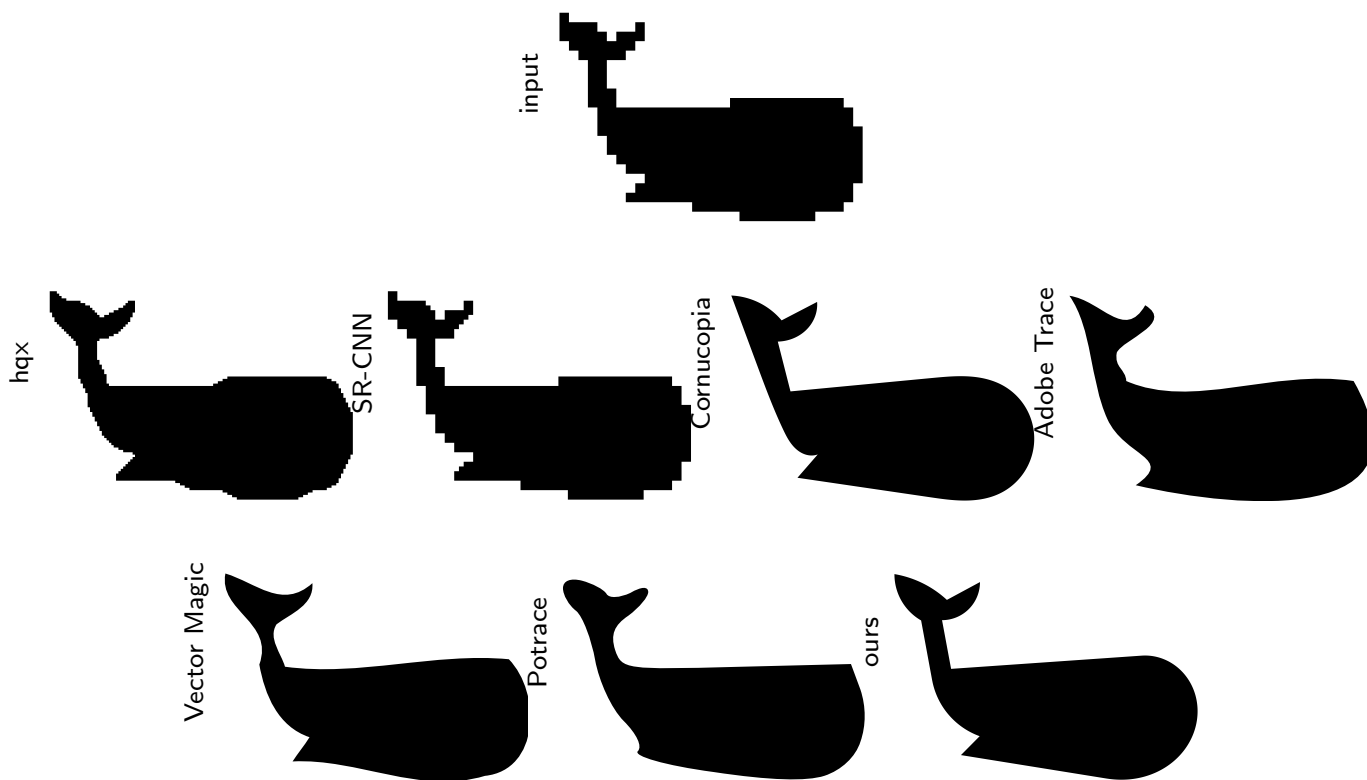 input
hqx
SR-CNN
Cornucopia
Adobe Trace
Vector Magic
Potrace
ours